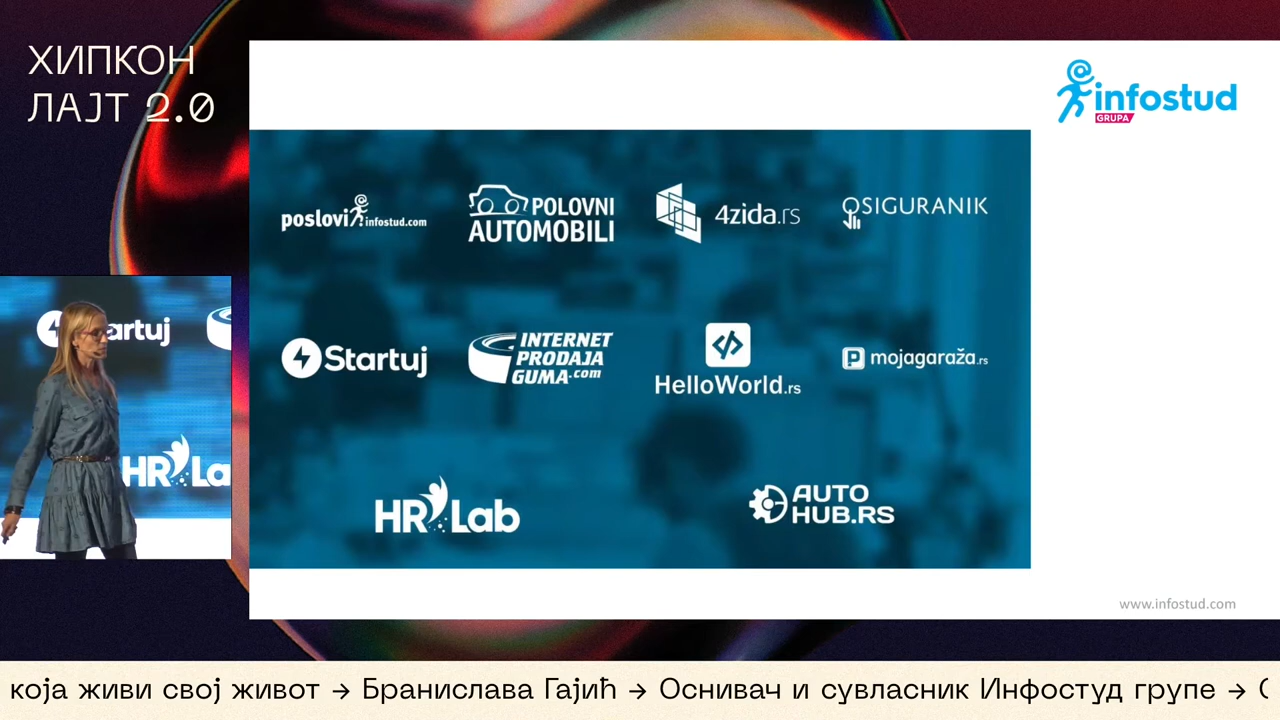 ХИПКОН
ЛАЈТ 2.0
infostud
GRUPA
poslovi infostud.com
POLOVNI
AUTOMOBILI
4zida.rs
OSIGURANIK
Startuj
INTERNET
PRODAJA
GUMA.com
HelloWorld.rs
P mojagaraža.rs
HR Lab
AUTO
HUB.RS
artuj
HR La
www.infostud.com
која живи свој живот → Бранислава Гајић → Оснивач и сувласник Инфостуд групе →